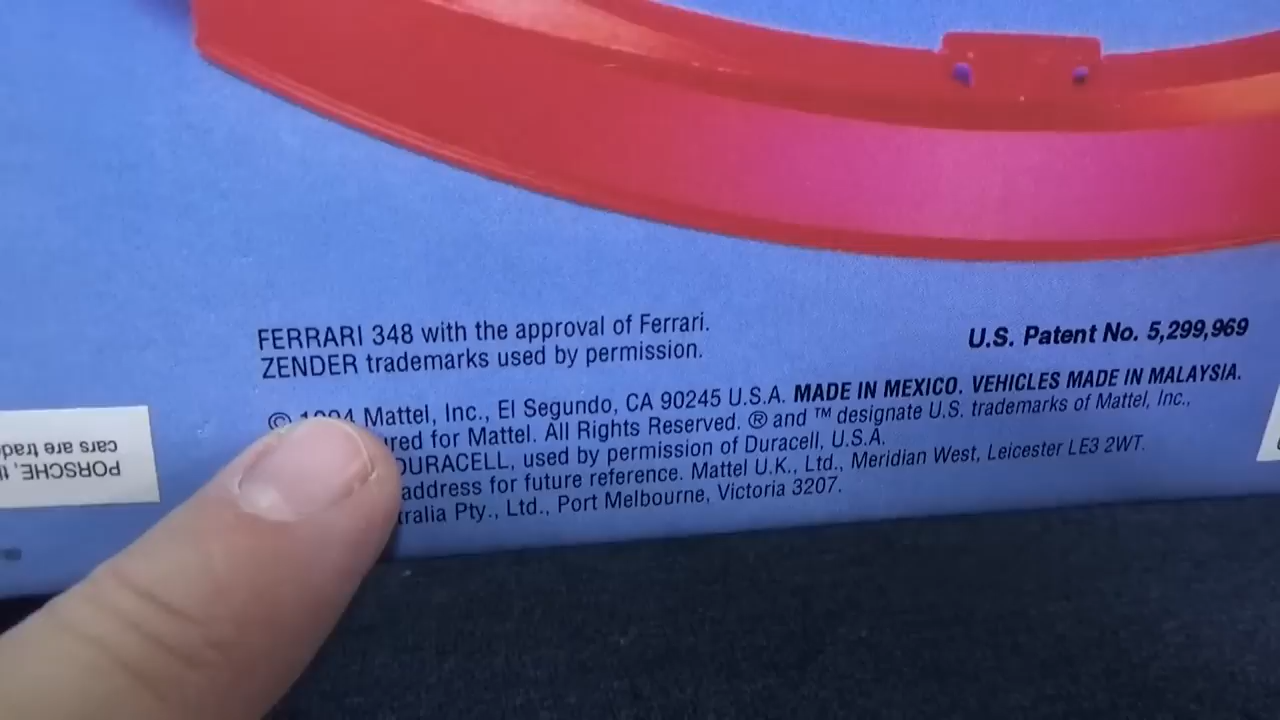 FERRARI 348 with the approval of Ferrari.
ZENDER trademarks used by permission.
U.S. Patent No. 5,299,969
© 1994 Mattel, Inc., El Segundo, CA 90245 U.S.A. MADE IN MEXICO. VEHICLES MADE IN MALAYSIA.
for Mattel. All Rights Reserved. ® and ™ designate U.S. trademarks of Mattel, Inc.,
DURACELL, used by permission of Duracell, U.S.A.
address for future reference. Mattel U.K., Ltd., Meridian West, Leicester LE3 2WT.
Pty., Ltd., Port Melbourne, Victoria 3207.
PORSCHE,
cars are